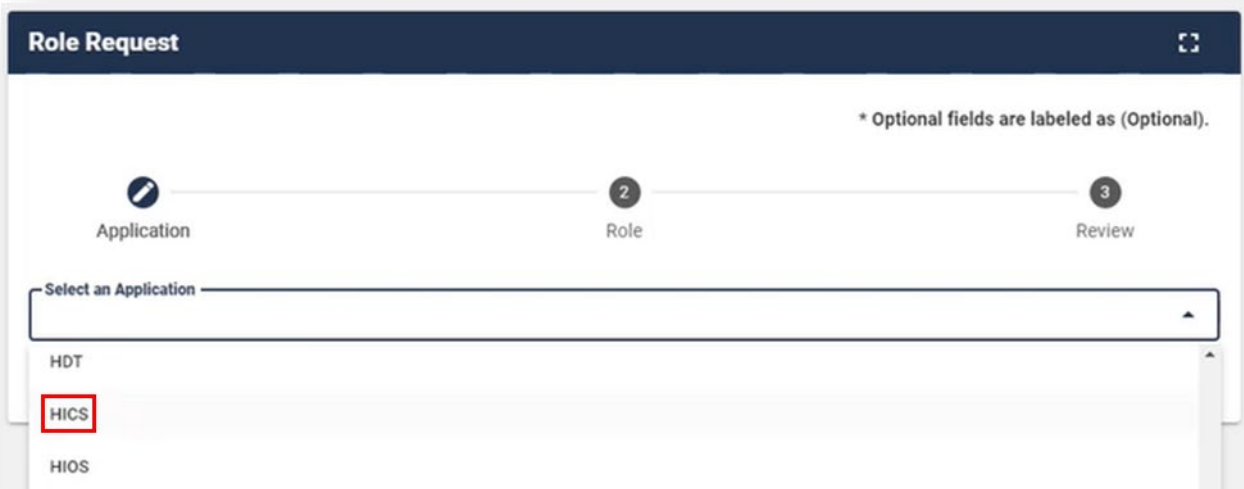 Role Request
* Optional fields are labeled as (Optional).
2
3
Application
Role
Review
Select an Application
HDT
HICS
HIOS